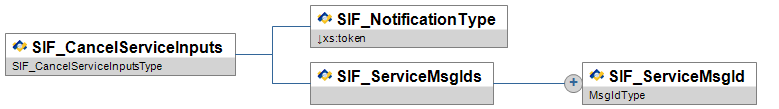 SIF_CancelServiceInputs
SIF_CancelServiceInputsType
SIF_NotificationType
↓xs:token
SIF_ServiceMsgIds
SIF_ServiceMsgId
MsgIdType